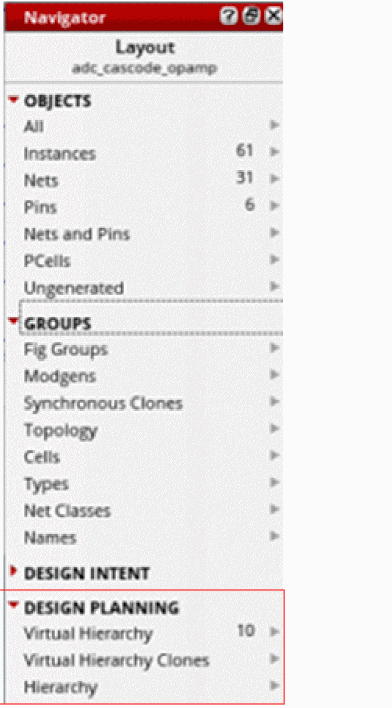 Navigator
Layout
adc_cascode_opamp
OBJECTS
All
Instances 61
Nets 31
Pins 6
Nets and Pins
PCells
Ungenerated
GROUPS
Fig Groups
Modgens
Synchronous Clones
Topology
Cells
Types
Net Classes
Names
DESIGN INTENT
DESIGN PLANNING
Virtual Hierarchy 10
Virtual Hierarchy Clones
Hierarchy